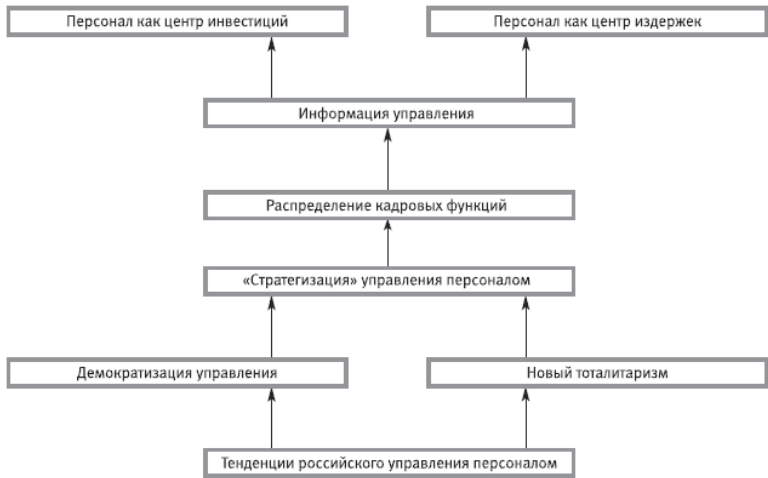 Персонал как центр инвестиций
Персонал как центр издержек
Информация управления
Распределение кадровых функций
«Стратегизация» управления персоналом
Демократизация управления
Новый тоталитаризм
Тенденции российского управления персоналом